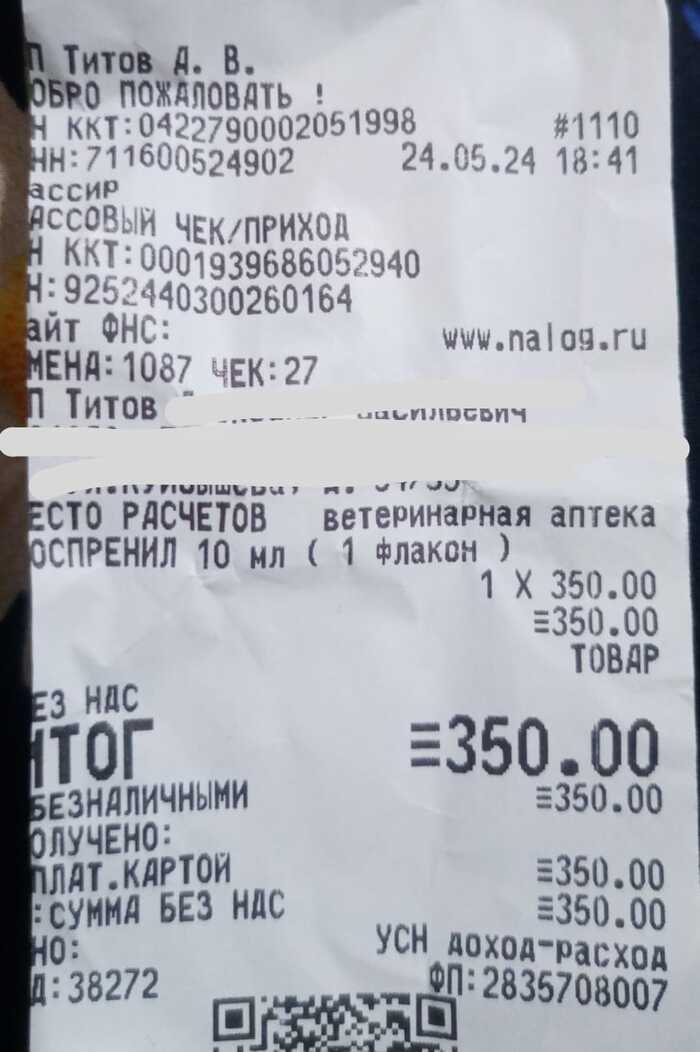 П Титов Д. В.
ОБРО ПОЖАЛОВАТЬ !
Н ККТ:0422790002051998 #1110
НН:711600524902 24.05.24 18:41
ассир
АССОВЫЙ ЧЕК/ПРИХОД
Н ККТ:0001939686052940
Н:9252440300260164
айт ФНС: www.nalog.ru
МЕНА:1087 ЧЕК:27
П Титов
ЕСТО РАСЧЕТОВ ветеринарная аптека
ОСПРЕНИЛ 10 мл ( 1 флакон )
1 X 350.00
≡350.00
ТОВАР
ЕЗ НДС
ИТОГ ≡350.00
БЕЗНАЛИЧНЫМИ ≡350.00
ОЛУЧЕНО:
ПЛАТ.КАРТОЙ ≡350.00
:СУММА БЕЗ НДС ≡350.00
НО: УСН доход-расход
Д:38272 ФП:2835708007